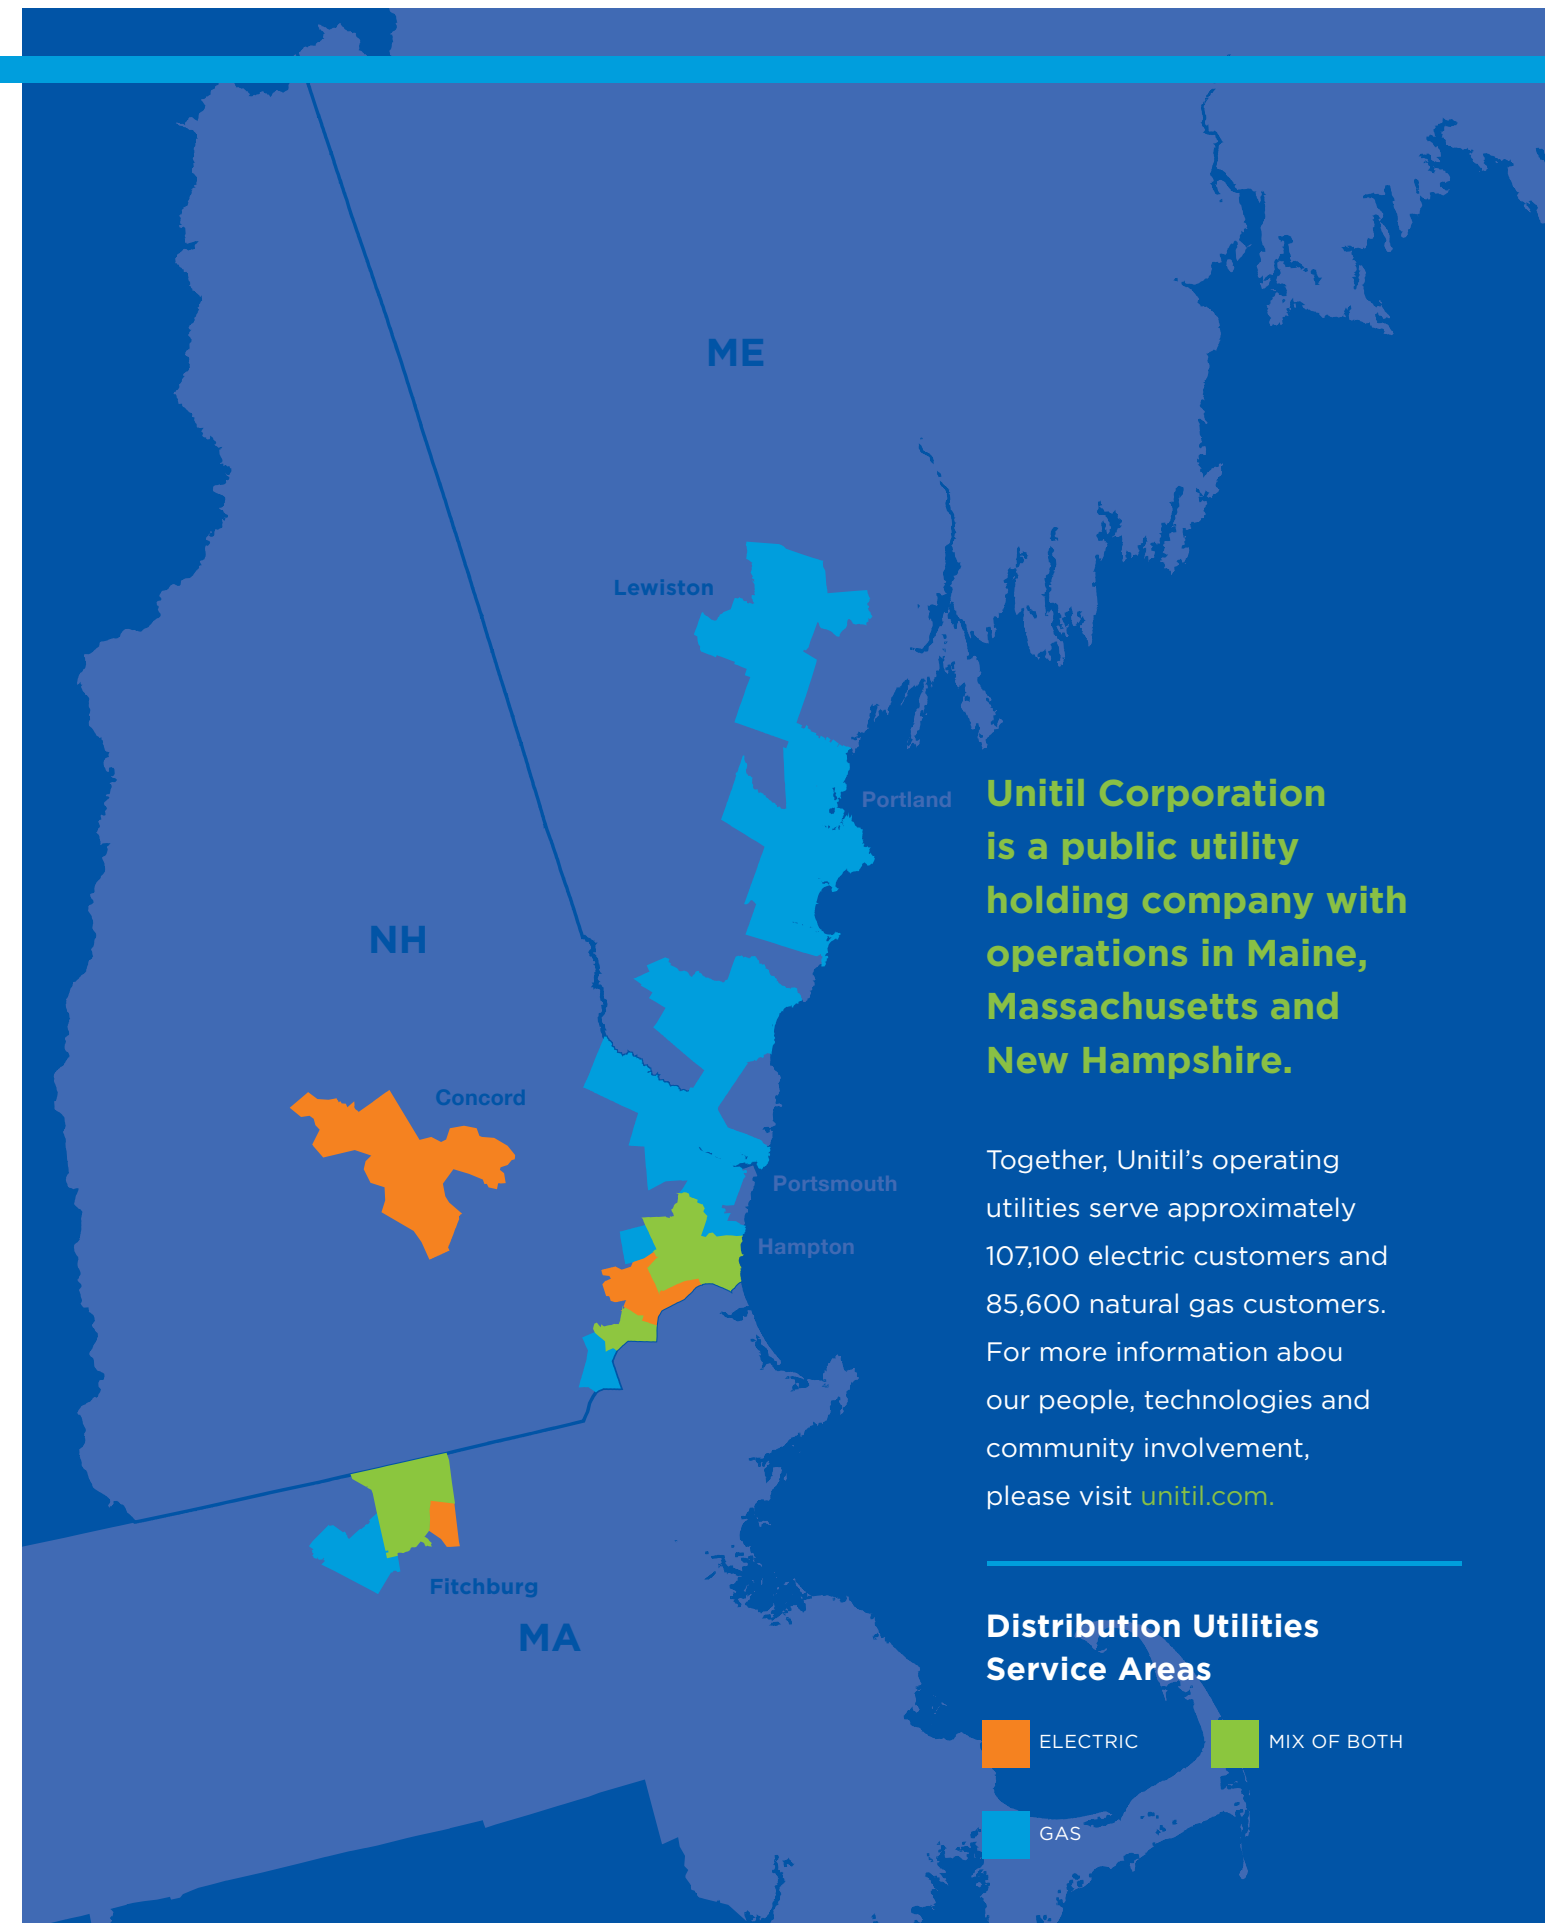 ME
Lewiston
Portland
NH
Concord
Portsmouth
Hampton
Fitchburg
MA
Unitil Corporation
is a public utility
holding company with
operations in Maine,
Massachusetts and
New Hampshire.
Together, Unitil’s operating
utilities serve approximately
107,100 electric customers and
85,600 natural gas customers.
For more information abou
our people, technologies and
community involvement,
please visit unitil.com.
Distribution Utilities
Service Areas
ELECTRIC
MIX OF BOTH
GAS